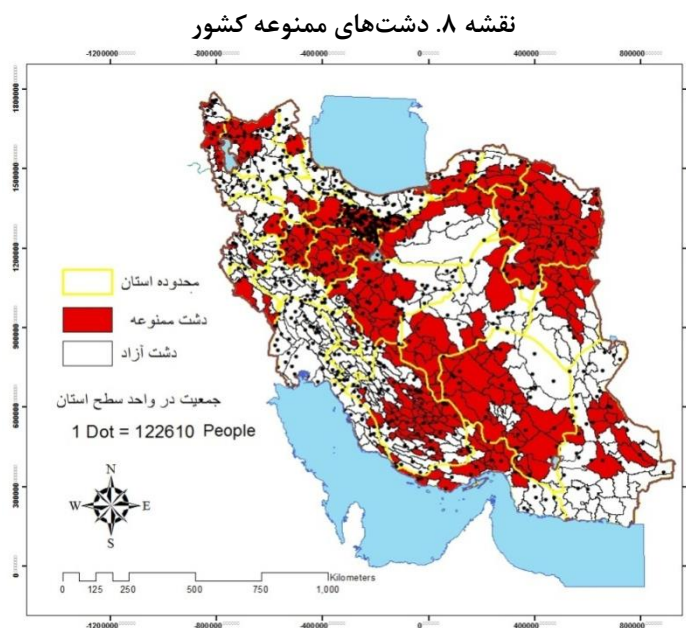 نقشه ۸. دشت‌های ممنوعه کشور
-1200000 -800000 -400000 0 400000 800000
1800000
1500000
1200000
900000
600000
300000
0
محدوده استان
دشت ممنوعه
دشت آزاد
جمعیت در واحد سطح استان
1 Dot = 122610 People
N
W E
S
Kilometers
0 125 250 500 750 1,000
-1200000 -800000 -400000 0 400000 800000